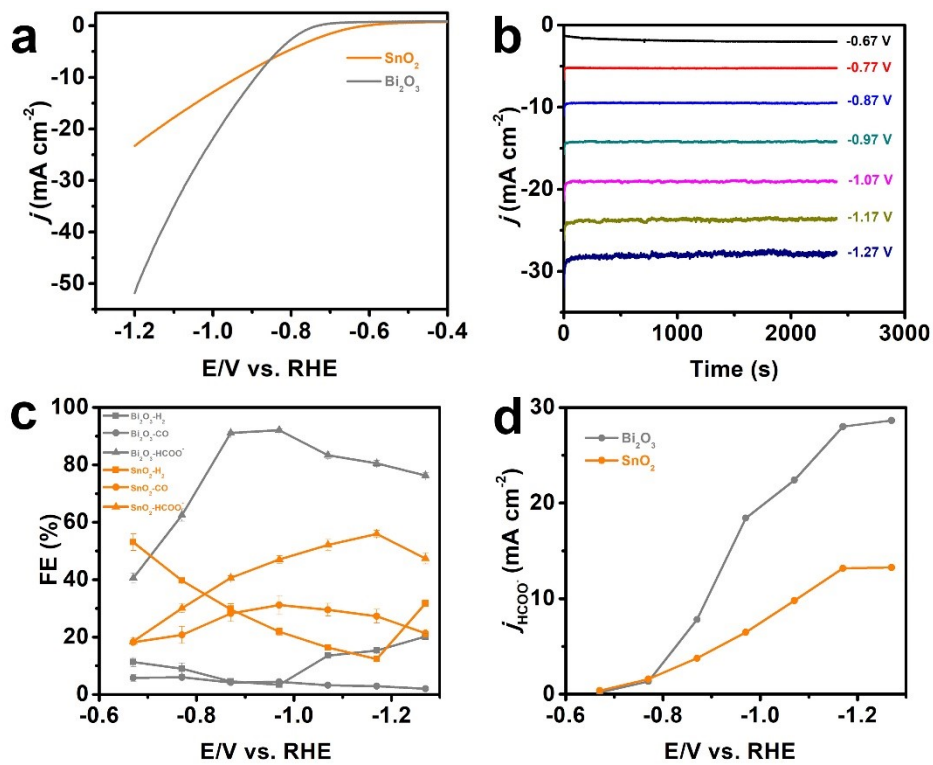 a
0
-10
-20
-30
-40
-50
j (mA cm⁻²)
SnO₂
Bi₂O₃
-1.2
-1.0
-0.8
-0.6
-0.4
E/V vs. RHE
b
0
-10
-20
-30
j (mA cm⁻²)
-0.67 V
-0.77 V
-0.87 V
-0.97 V
-1.07 V
-1.17 V
-1.27 V
0
1000
2000
3000
Time (s)
c
100
80
60
40
20
0
FE (%)
Bi₂O₃-H₂
Bi₂O₃-CO
Bi₂O₃-HCOO⁻
SnO₂-H₂
SnO₂-CO
SnO₂-HCOO⁻
-0.6
-0.8
-1.0
-1.2
E/V vs. RHE
d
30
20
10
0
j HCOO⁻ (mA cm⁻²)
Bi₂O₃
SnO₂
-0.6
-0.8
-1.0
-1.2
E/V vs. RHE